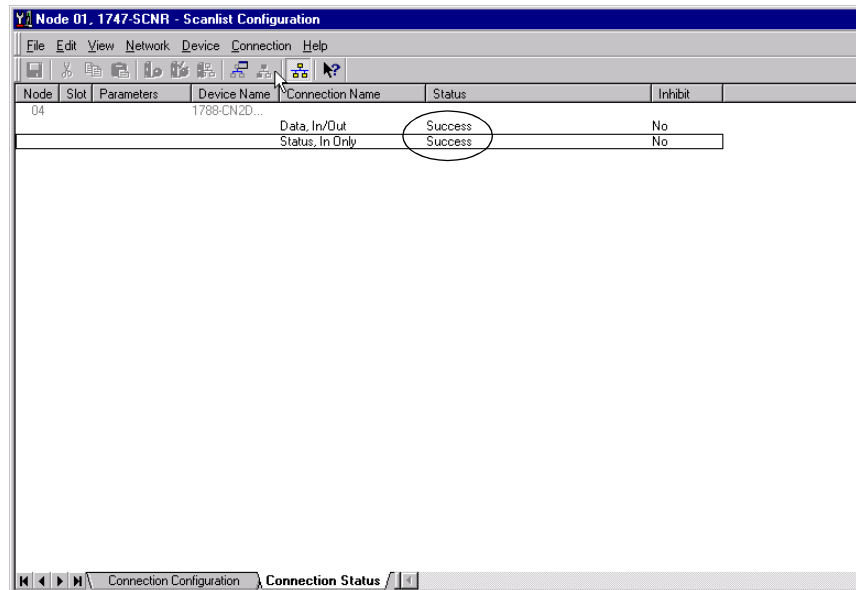 Node 01, 1747-SCNR - Scanlist Configuration
File Edit View Network Device Connection Help
Node Slot Parameters Device Name Connection Name Status Inhibit
04 1788-CN2D...
Data, In/Out Success No
Status, In Only Success No
Connection Configuration Connection Status